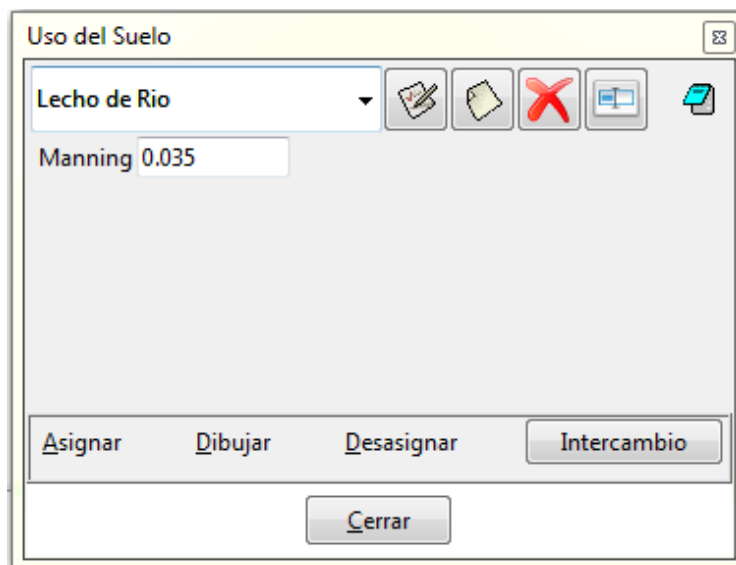 Uso del Suelo
Lecho de Rio
Manning 0.035
Asignar Dibujar Desasignar Intercambio
Cerrar